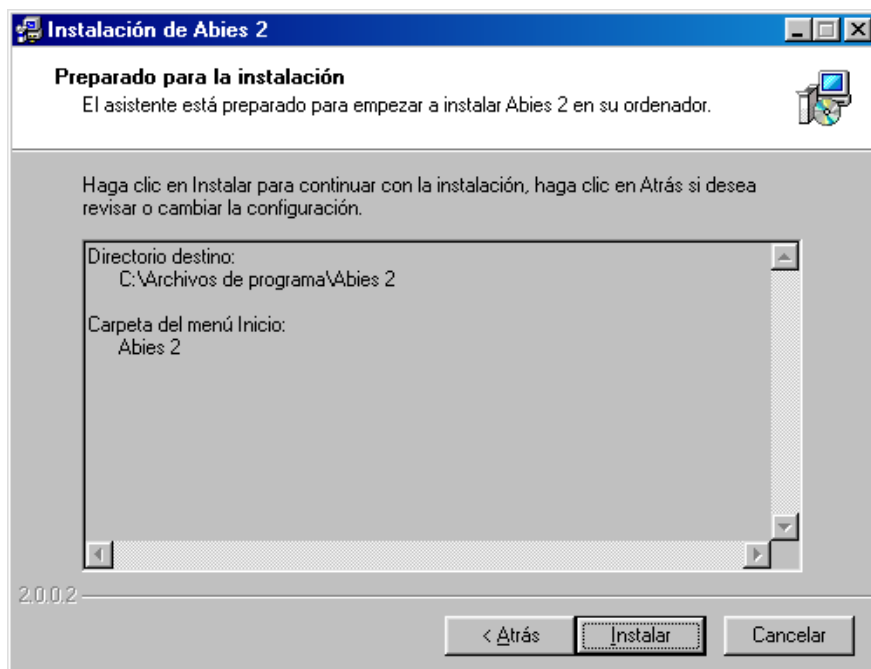 Instalación de Abies 2
Preparado para la instalación
El asistente está preparado para empezar a instalar Abies 2 en su ordenador.
Haga clic en Instalar para continuar con la instalación, haga clic en Atrás si desea
revisar o cambiar la configuración.
Directorio destino:
C:\Archivos de programa\Abies 2
Carpeta del menú Inicio:
Abies 2
2.0.0.2
< Atrás
Instalar
Cancelar